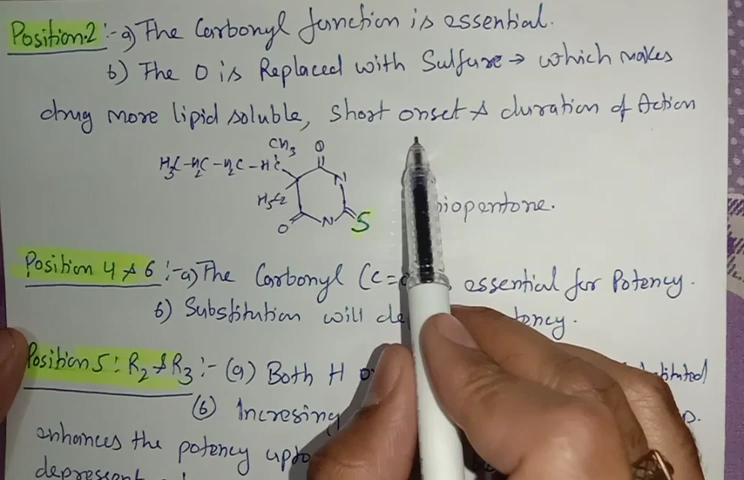 Position:2 :- a) The Carbonyl function is essential.
b) The O is Replaced with Sulfure → which makes
drug more lipid soluble, Short onset & duration of Action
CH3 O
H3C-H2C-H2C-HC N
H5C2
O N S
iopentone.
Position 4 & 6 :- a) The Carbonyl (C= essential for Potency.
b) Substitution will de tency.
Position 5: R2 & R3 :- (a) Both H
(b) Incresing
enhances the potency upto
depressent